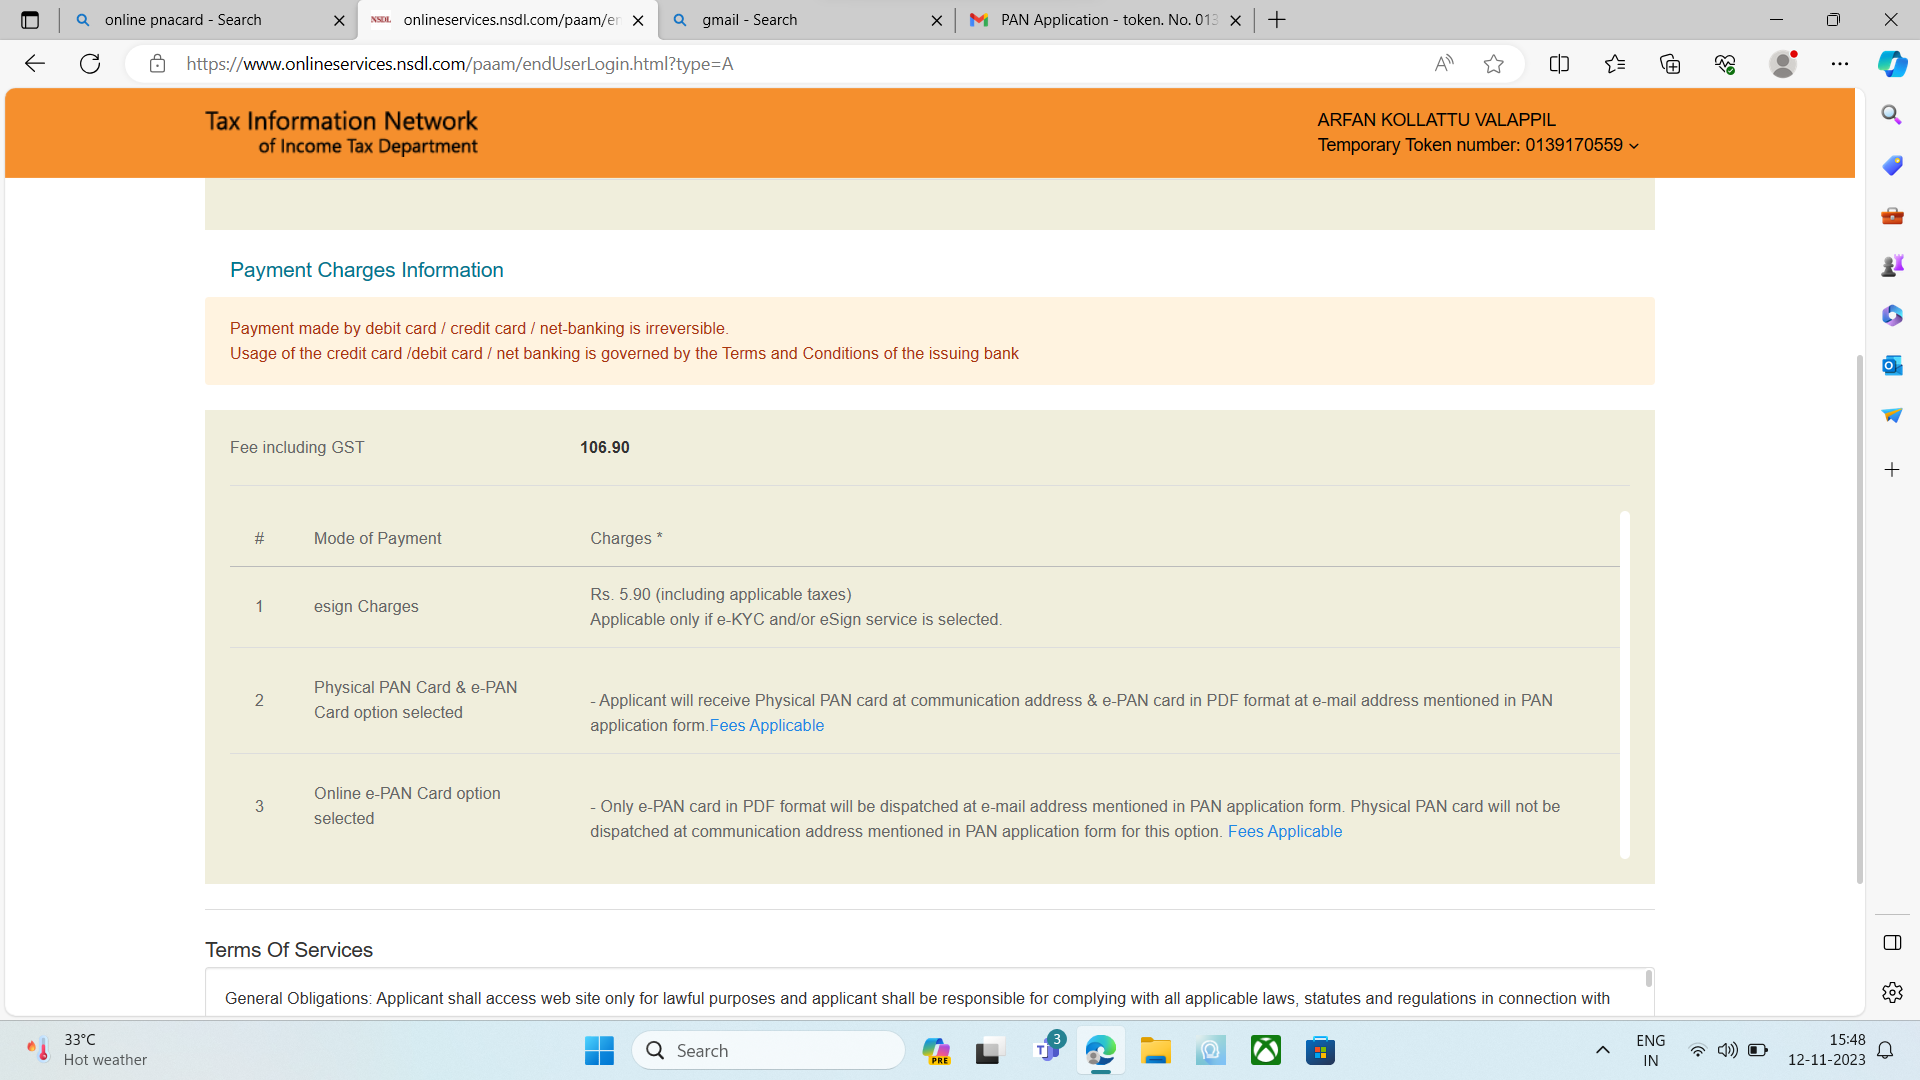 online pnacard - Search
onlineservices.nsdl.com/paam/en
gmail - Search
PAN Application - token. No. 013
https://www.onlineservices.nsdl.com/paam/endUserLogin.html?type=A
Tax Information Network
of Income Tax Department
ARFAN KOLLATTU VALAPPIL
Temporary Token number: 0139170559
Payment Charges Information
Payment made by debit card / credit card / net-banking is irreversible.
Usage of the credit card /debit card / net banking is governed by the Terms and Conditions of the issuing bank
Fee including GST 106.90
# Mode of Payment Charges *
1 esign Charges Rs. 5.90 (including applicable taxes)
Applicable only if e-KYC and/or eSign service is selected.
2 Physical PAN Card & e-PAN
Card option selected
- Applicant will receive Physical PAN card at communication address & e-PAN card in PDF format at e-mail address mentioned in PAN
application form.Fees Applicable
3 Online e-PAN Card option
selected
- Only e-PAN card in PDF format will be dispatched at e-mail address mentioned in PAN application form. Physical PAN card will not be
dispatched at communication address mentioned in PAN application form for this option. Fees Applicable
Terms Of Services
General Obligations: Applicant shall access web site only for lawful purposes and applicant shall be responsible for complying with all applicable laws, statutes and regulations in connection with
33°C
Hot weather
Search
PRE
3
ENG
IN
15:48
12-11-2023